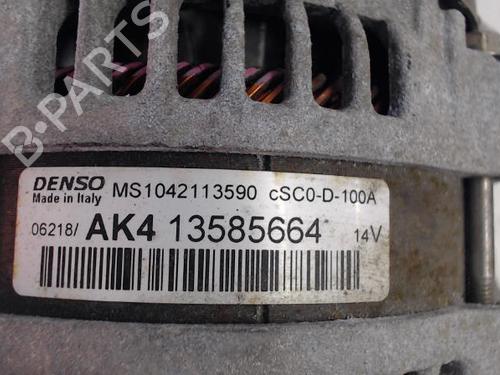 B-PARTS
DENSO MS1042113590 cSC0-D-100A
Made in Italy
06218/ AK4 13585664 14V